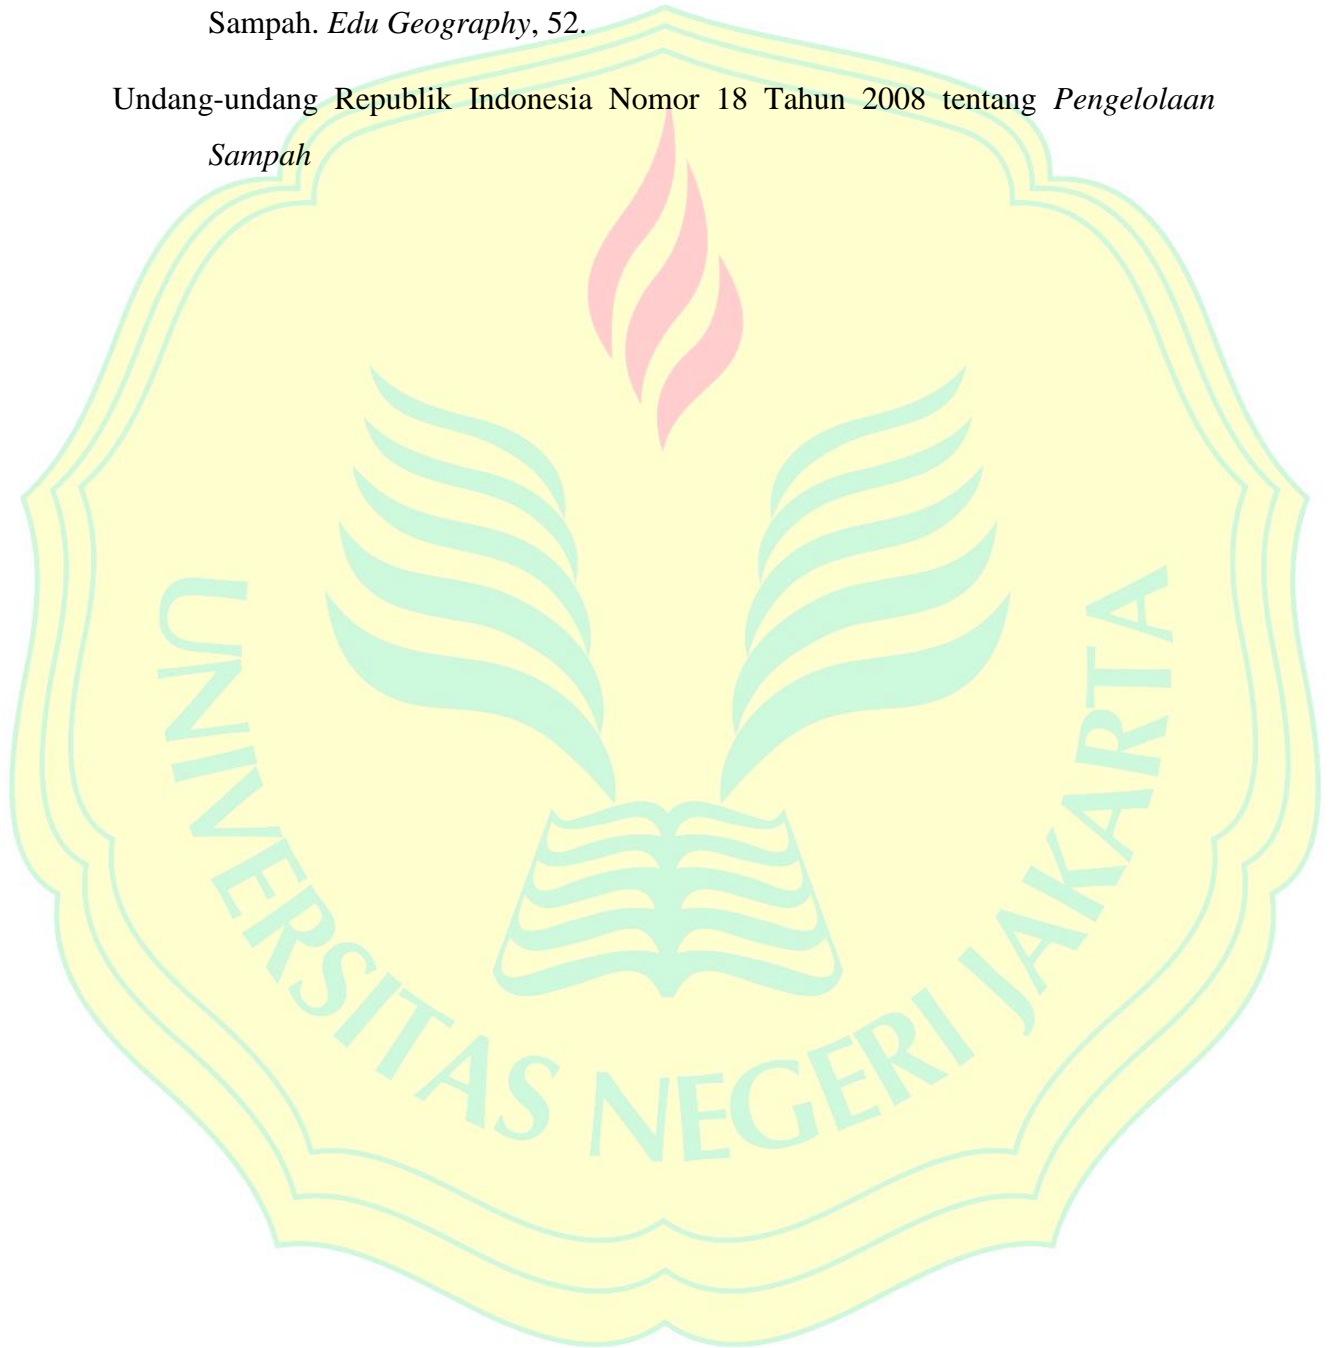 Sampah. Edu Geography, 52.
Undang-undang Republik Indonesia Nomor 18 Tahun 2008 tentang Pengelolaan
Sampah
UNIVERSITAS NEGERI JAKARTA